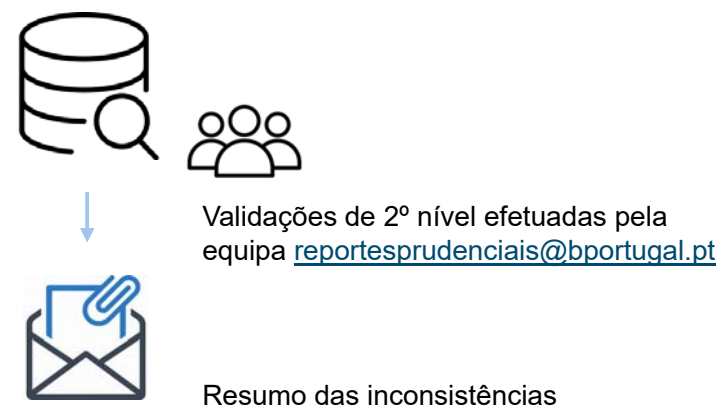 Validações de 2º nível efetuadas pela
equipa reportesprudenciais@bportugal.pt
Resumo das inconsistências